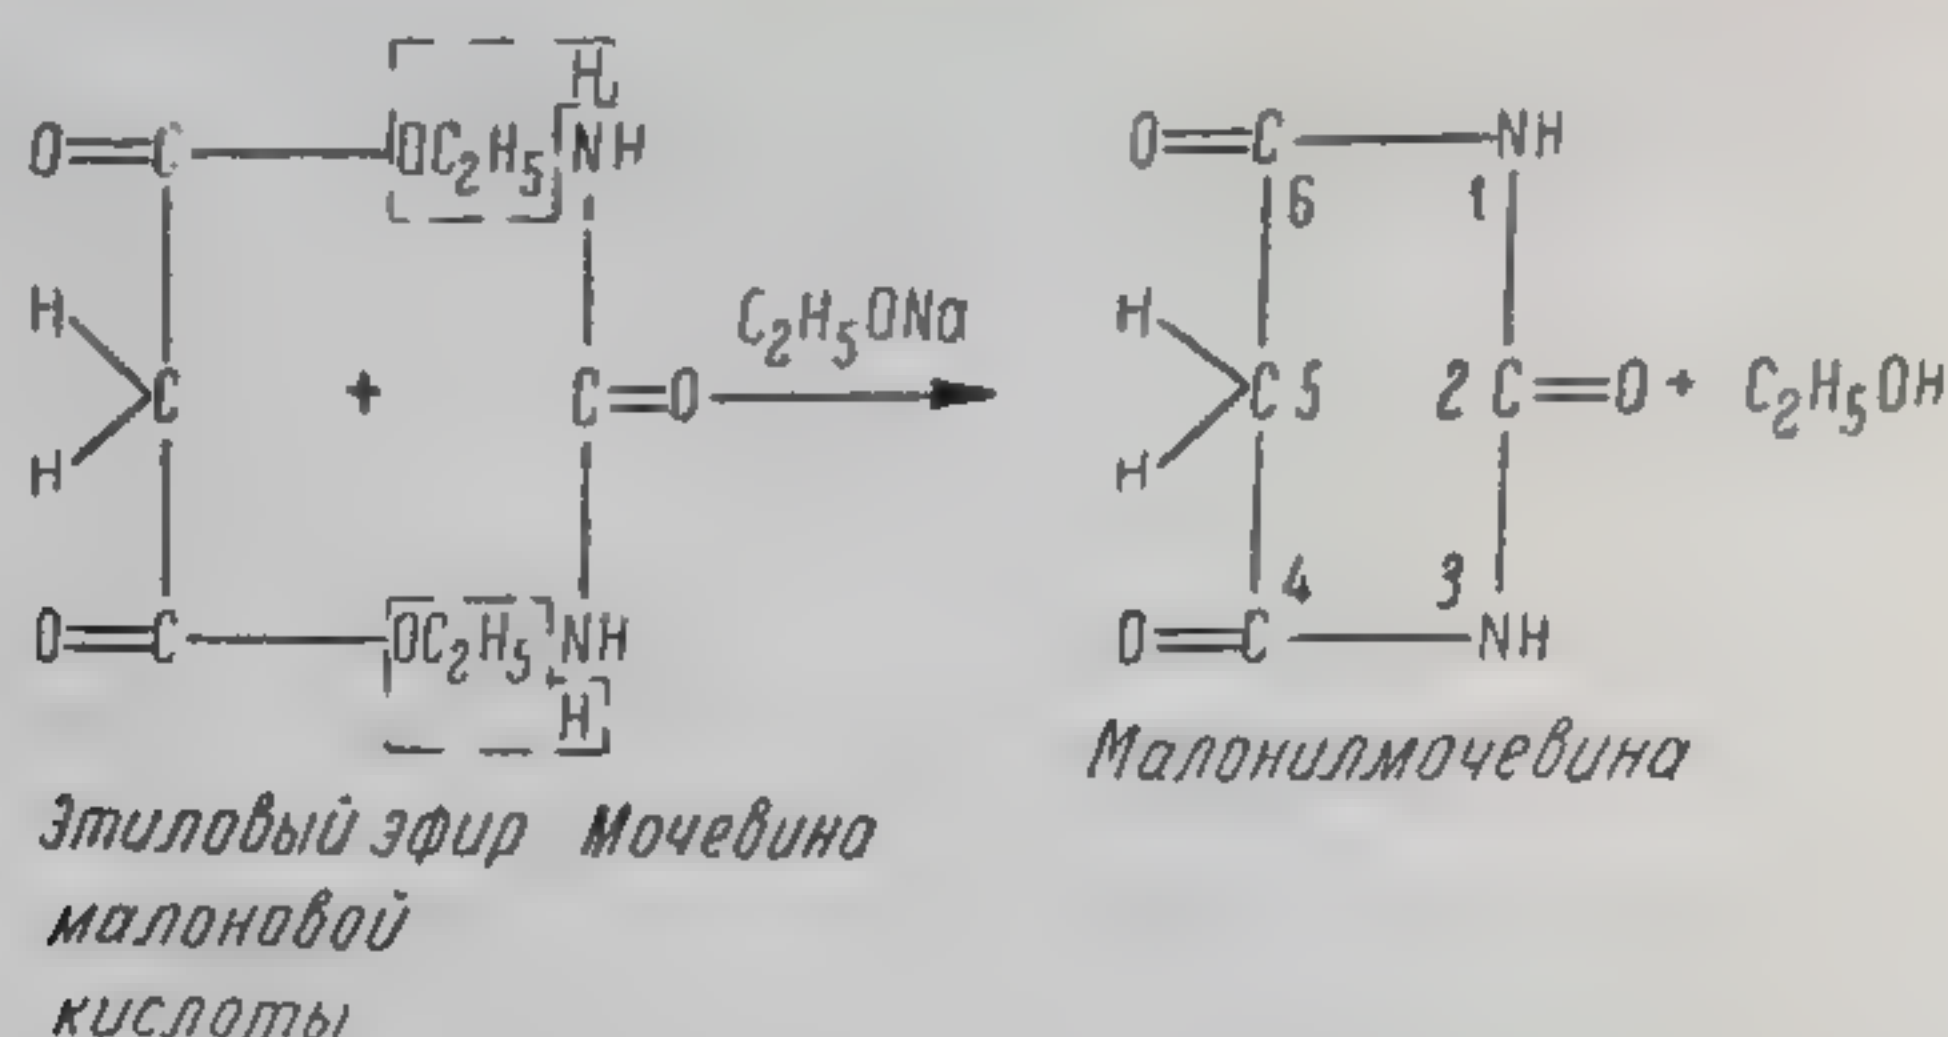 H
O=C—OC₂H₅ NH O=C—NH
6 1
H H
C₂H₅ONa
C + C=O C 5 2 C=O + C₂H₅OH
H H
4 3
O=C—OC₂H₅ NH O=C—NH
H
Малонилмочевина
Этиловый эфир Мочевина
малоновой
кислоты